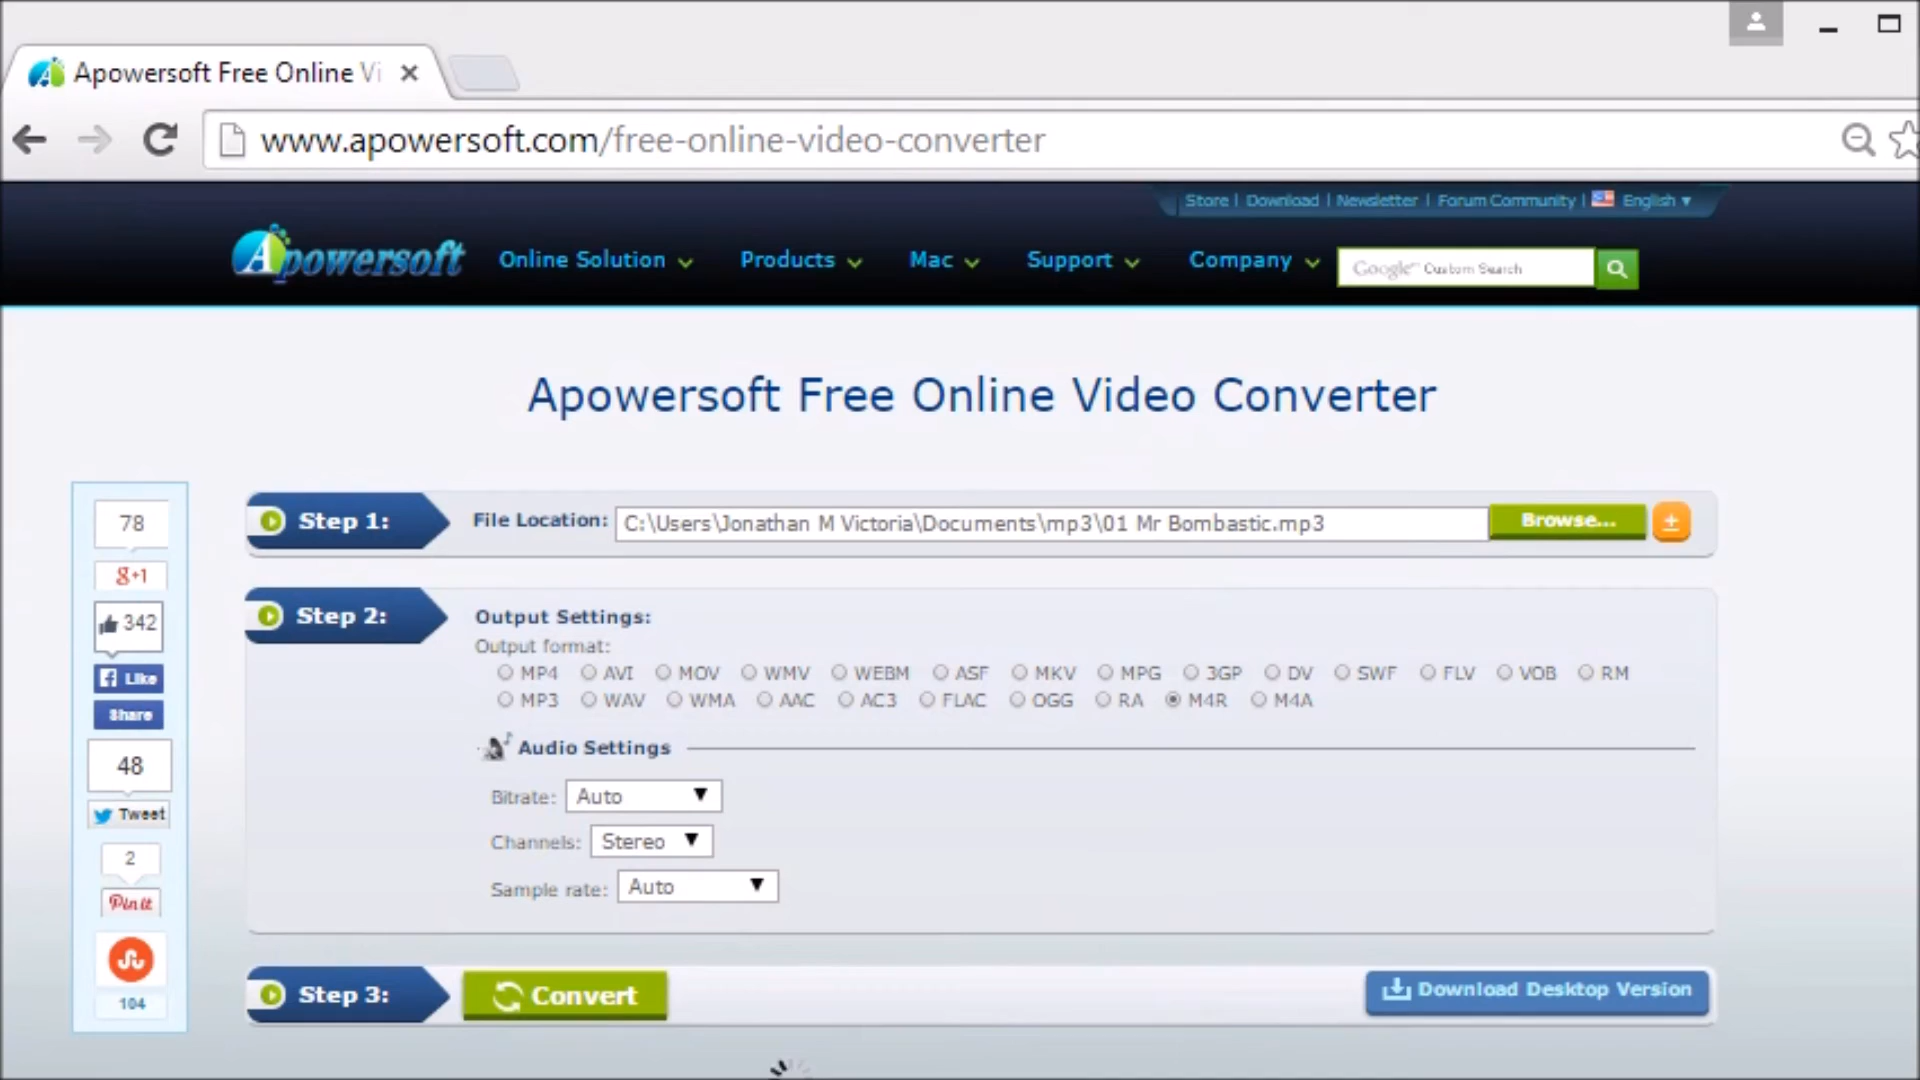 Apowersoft Free Online Vi
www.apowersoft.com/free-online-video-converter
Store | Download | Newsletter | Forum Community | English
Apowersoft
Online Solution Products Mac Support Company Google™ Custom Search
Apowersoft Free Online Video Converter
78
g+1
342
Like
Share
48
Tweet
2
Pin it
104
Step 1: File Location: C:\Users\Jonathan M Victoria\Documents\mp3\01 Mr Bombastic.mp3 Browse...
Step 2: Output Settings:
Output format:
MP4 AVI MOV WMV WEBM ASF MKV MPG 3GP DV SWF FLV VOB RM
MP3 WAV WMA AAC AC3 FLAC OGG RA M4R M4A
Audio Settings
Bitrate: Auto
Channels: Stereo
Sample rate: Auto
Step 3: Convert Download Desktop Version